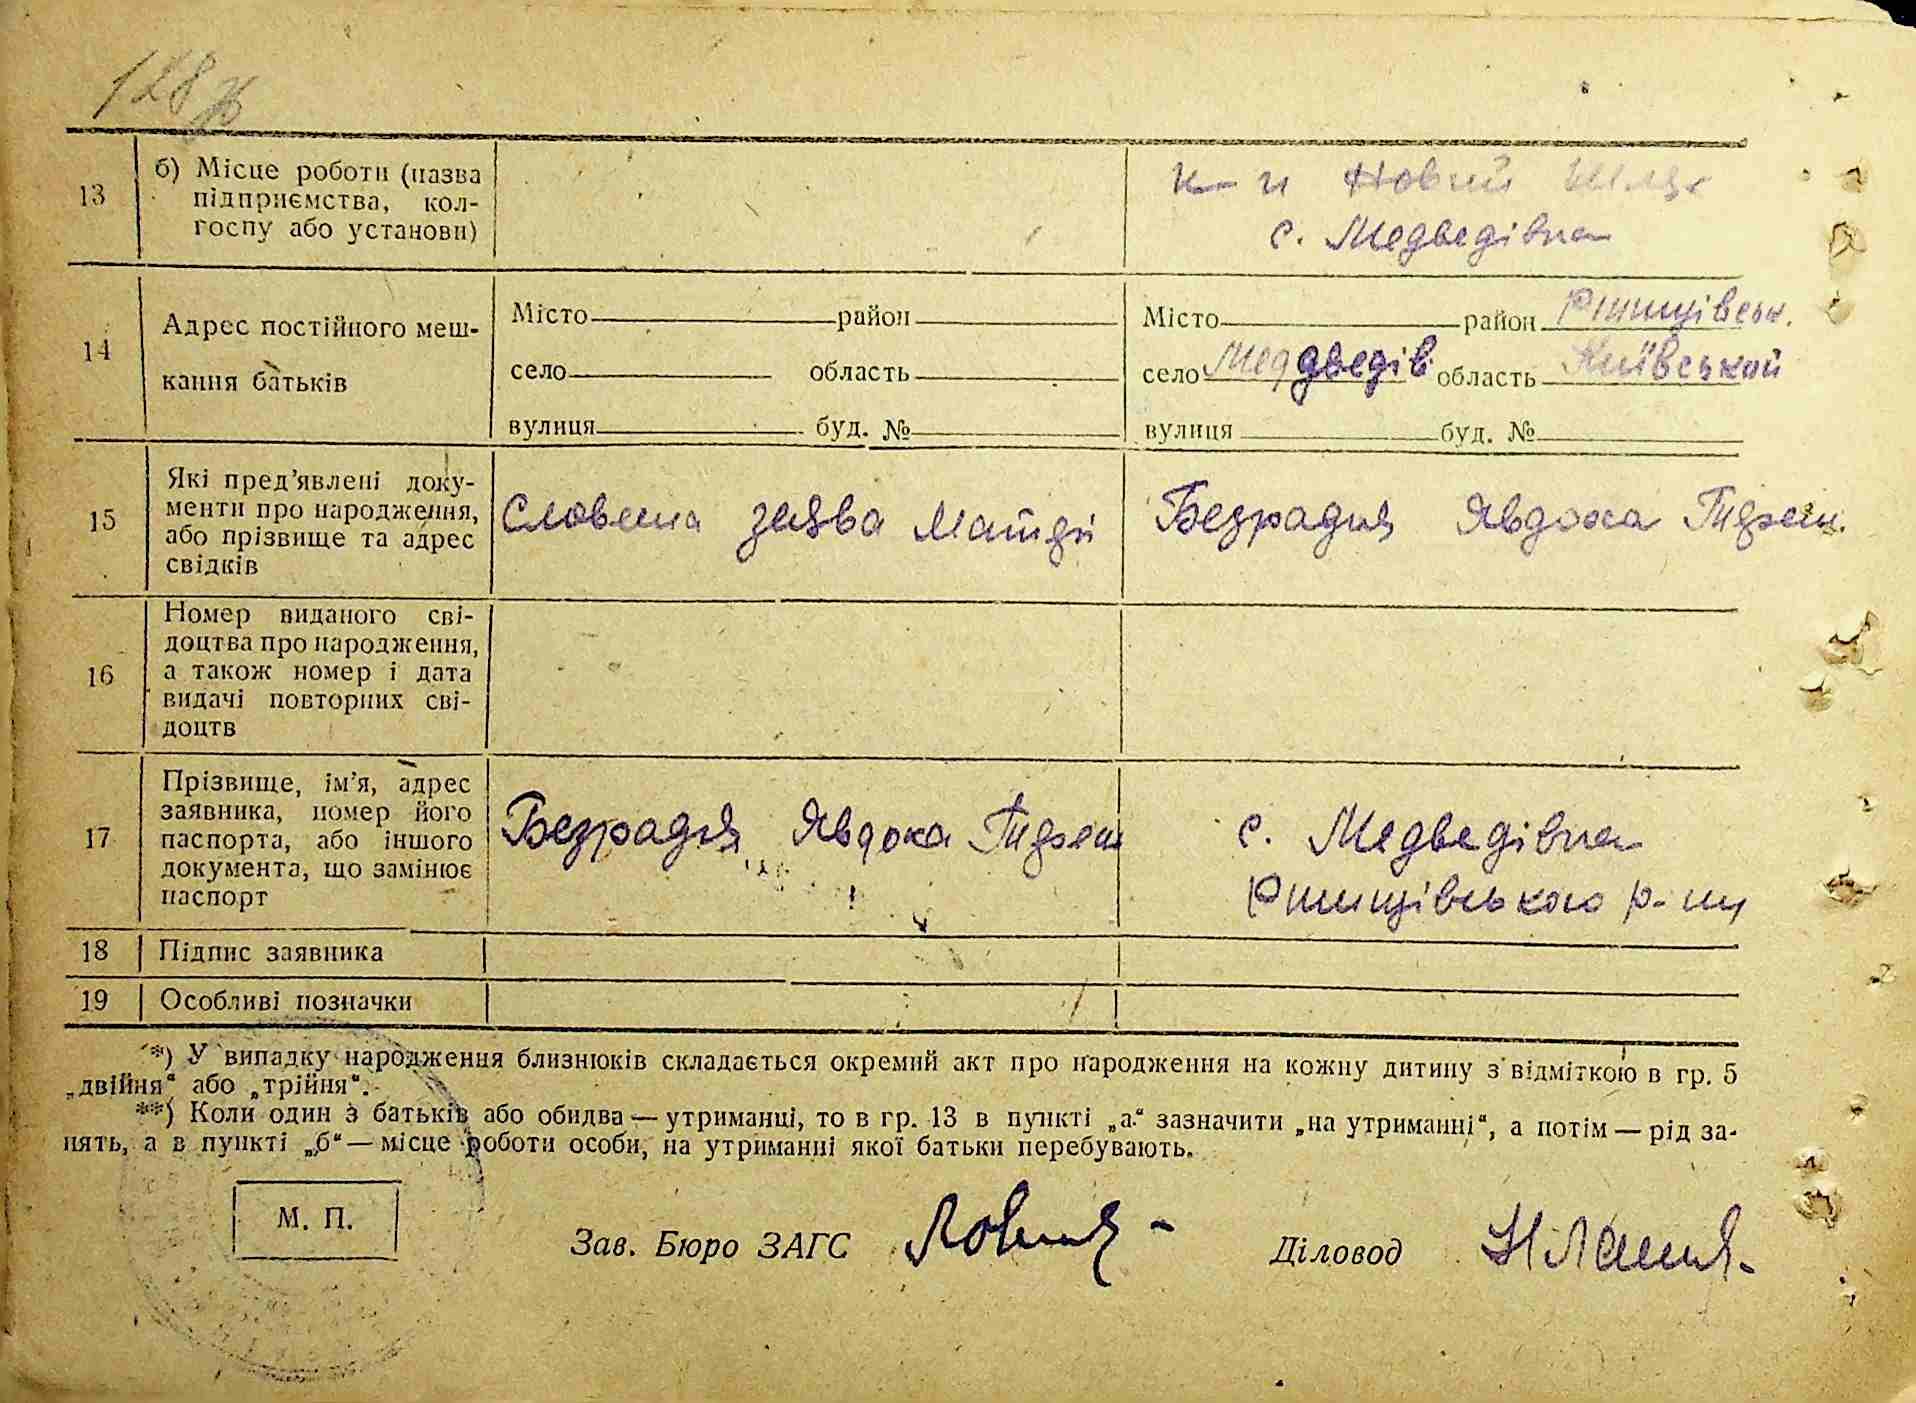 128
13
б) Місце роботи (назва
підприємства, кол-
госпу або установи)
к-п Новий Шлях
с. Медведівка
14
Адрес постійного меш-
кання батьків
Місто район
село область
вулиця буд. №
Місто район Ржищівськ.
село Меддведів область Київській
вулиця буд. №
15
Які пред’явлені доку-
менти про народження,
або прізвище та адрес
свідків
Словесна заява матері
Безрадня Явдоха
16
Номер виданого сві-
доцтва про народження,
а також номер і дата
видачі повторних сві-
доцтв
17
Прізвище, ім’я, адрес
заявника, номер його
паспорта, або іншого
документа, що замінює
паспорт
Безрадня Явдоха
с. Медведівка
Ржищівського р-ну
18 Підпис заявника
19 Особливі позначки
*) У випадку народження близнюків складається окремий акт про народження на кожну дитину з відміткою в гр. 5
„двійня“ або „трійня“.
**) Коли один з батьків або обидва — утриманці, то в гр. 13 в пункті „а“ зазначити „на утриманні“, а потім — рід за-
нять, а в пункті „б“ — місце роботи особи, на утриманні якої батьки перебувають.
М. П.
Зав. Бюро ЗАГС
Діловод